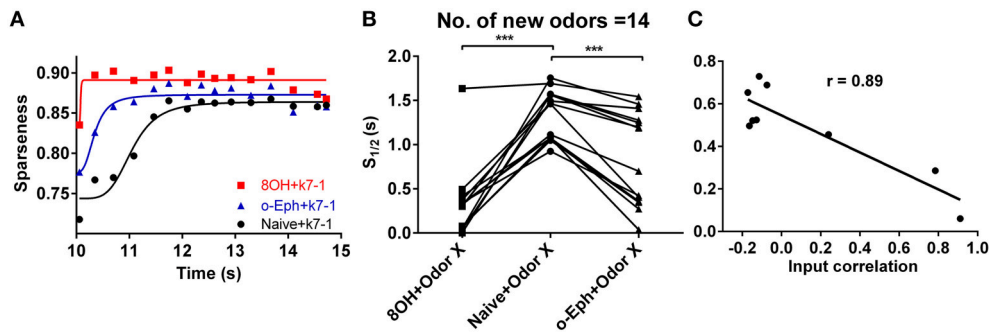 A
Sparseness
0.90
0.85
0.80
0.75
10 11 12 13 14 15
Time (s)
8OH+k7-1
o-Eph+k7-1
Naive+k7-1
B
No. of new odors =14
*** ***
S1/2 (s)
2.0
1.5
1.0
0.5
0.0
8OH+Odor X
Naive+Odor X
o-Eph+Odor X
C
r = 0.89
0.8
0.6
0.4
0.2
0.0
-0.2 0.0 0.2 0.4 0.6 0.8 1.0
Input correlation